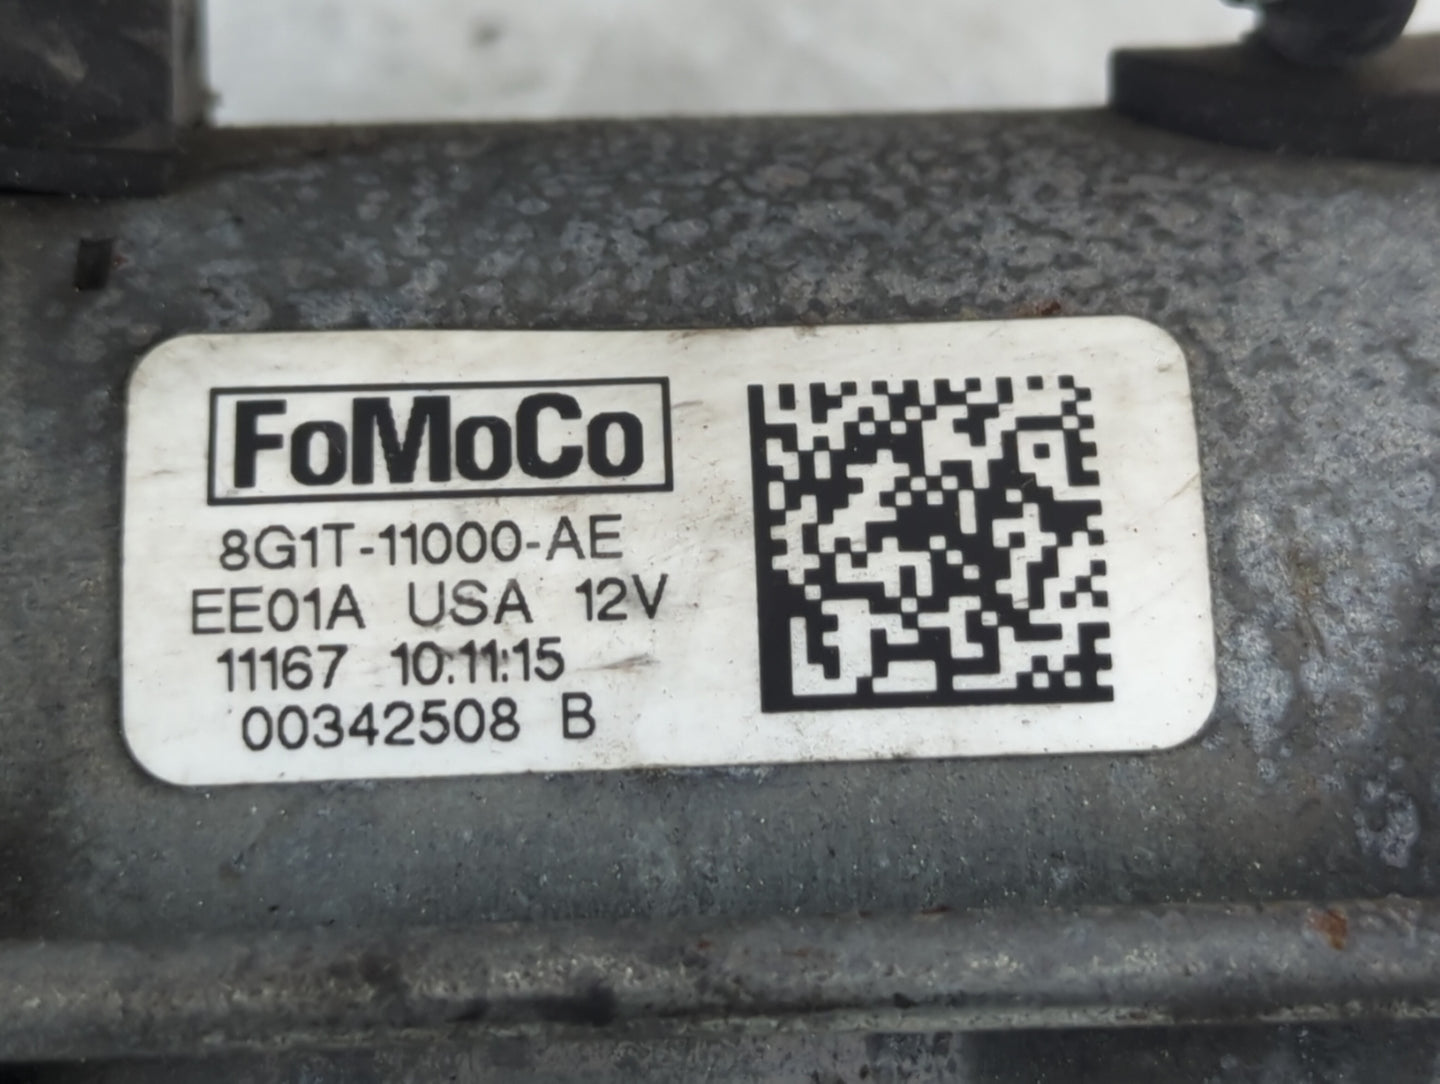 FoMoCo
8G1T-11000-AE
EE01A USA 12V
11167 10:11:15
00342508 B